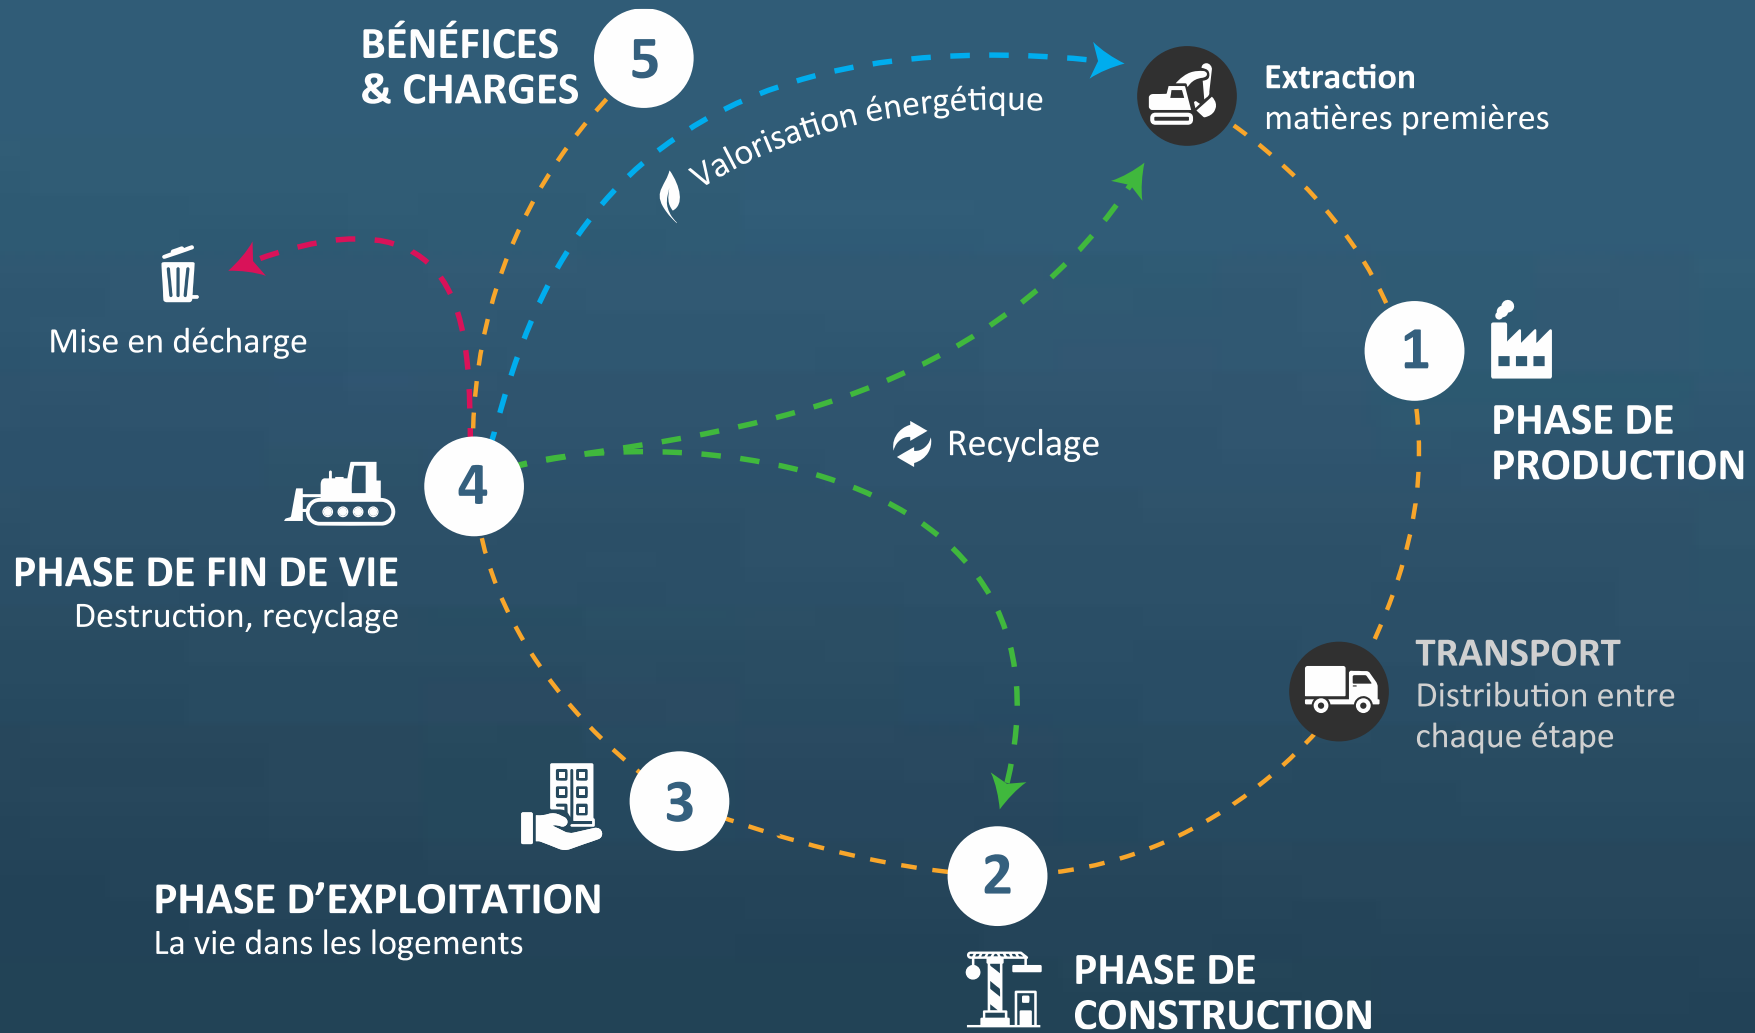 BÉNÉFICES
& CHARGES
5
Valorisation énergétique
Extraction
matières premières
Mise en décharge
1
PHASE DE
PRODUCTION
Recyclage
4
PHASE DE FIN DE VIE
Destruction, recyclage
TRANSPORT
Distribution entre
chaque étape
3
PHASE D’EXPLOITATION
La vie dans les logements
2
PHASE DE
CONSTRUCTION